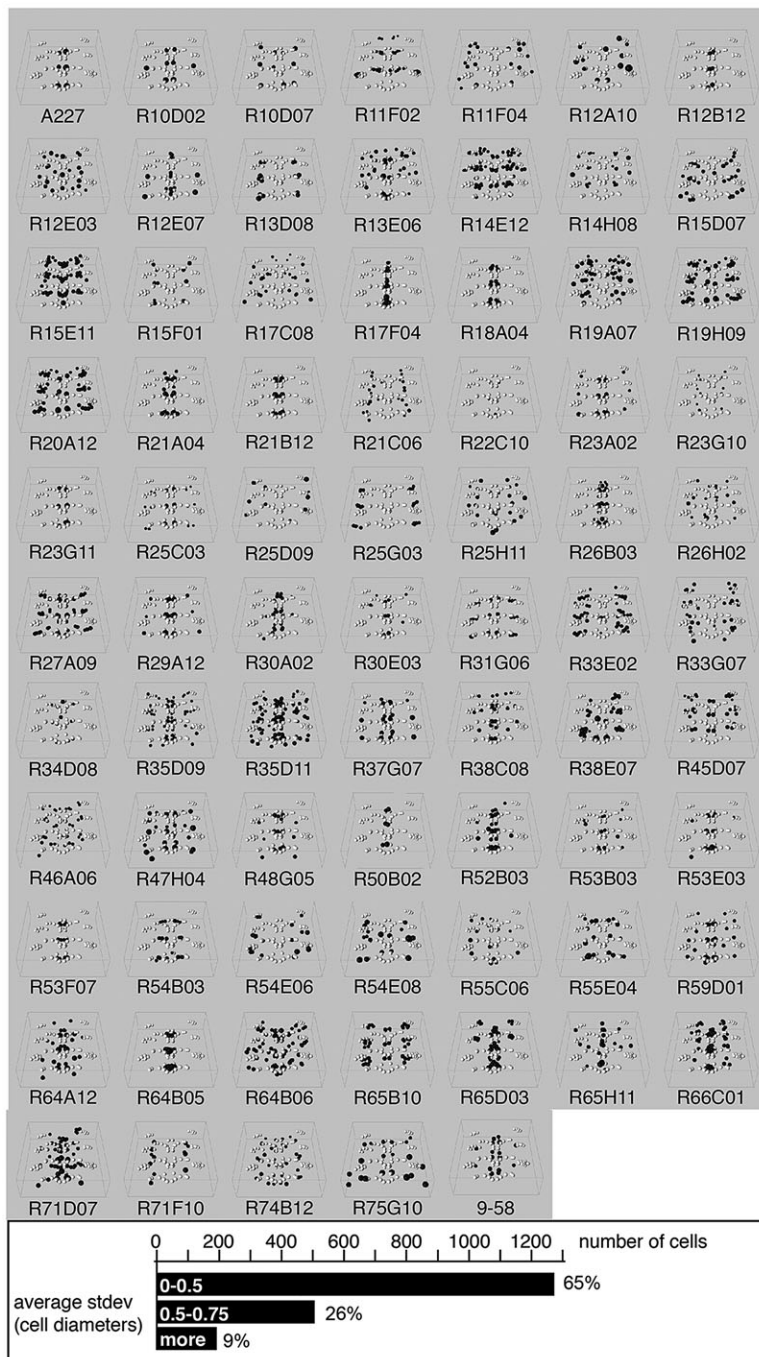 A227 R10D02 R10D07 R11F02 R11F04 R12A10 R12B12
R12E03 R12E07 R13D08 R13E06 R14E12 R14H08 R15D07
R15E11 R15F01 R17C08 R17F04 R18A04 R19A07 R19H09
R20A12 R21A04 R21B12 R21C06 R22C10 R23A02 R23G10
R23G11 R25C03 R25D09 R25G03 R25H11 R26B03 R26H02
R27A09 R29A12 R30A02 R30E03 R31G06 R33E02 R33G07
R34D08 R35D09 R35D11 R37G07 R38C08 R38E07 R45D07
R46A06 R47H04 R48G05 R50B02 R52B03 R53B03 R53E03
R53F07 R54B03 R54E06 R54E08 R55C06 R55E04 R59D01
R64A12 R64B05 R64B06 R65B10 R65D03 R65H11 R66C01
R71D07 R71F10 R74B12 R75G10 9-58
0 200 400 600 800 1000 1200 number of cells
0-0.5 65%
average stdev
(cell diameters)
0.5-0.75 26%
more 9%